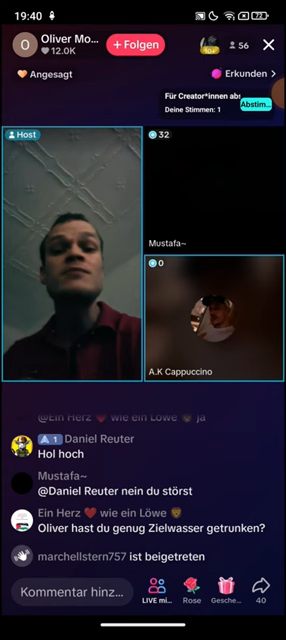 19:40
72
Oliver Mo...
12.0K
+ Folgen
56
Angesagt
Erkunden >
Für Creator*innen abs
Deine Stimmen: 1
Abstim...
Host
32
Mustafa~
0
A.K Cappuccino
@Ein Herz ❤️ wie ein Löwe 🦁 ja
1 Daniel Reuter
Hol hoch
Mustafa~
@Daniel Reuter nein du störst
Ein Herz ❤️ wie ein Löwe 🦁
Oliver hast du genug Zielwasser getrunken?
marchellstern757 ist beigetreten
Kommentar hinz...
LIVE mi...
Rose
Gesche...
40